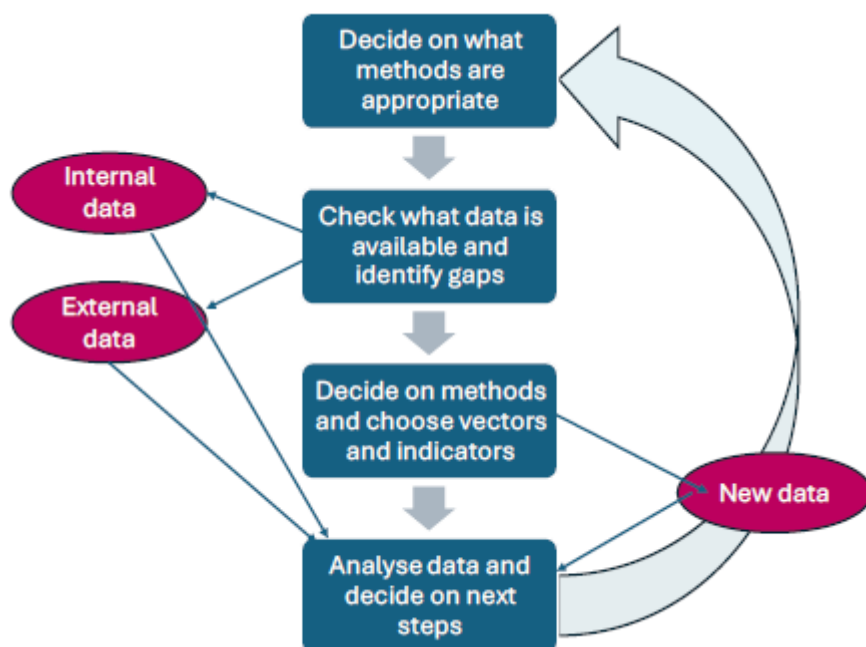 Decide on what
methods are
appropriate
Internal
data
Check what data is
available and
identify gaps
External
data
Decide on methods
and choose vectors
and indicators
New data
Analyse data and
decide on next
steps